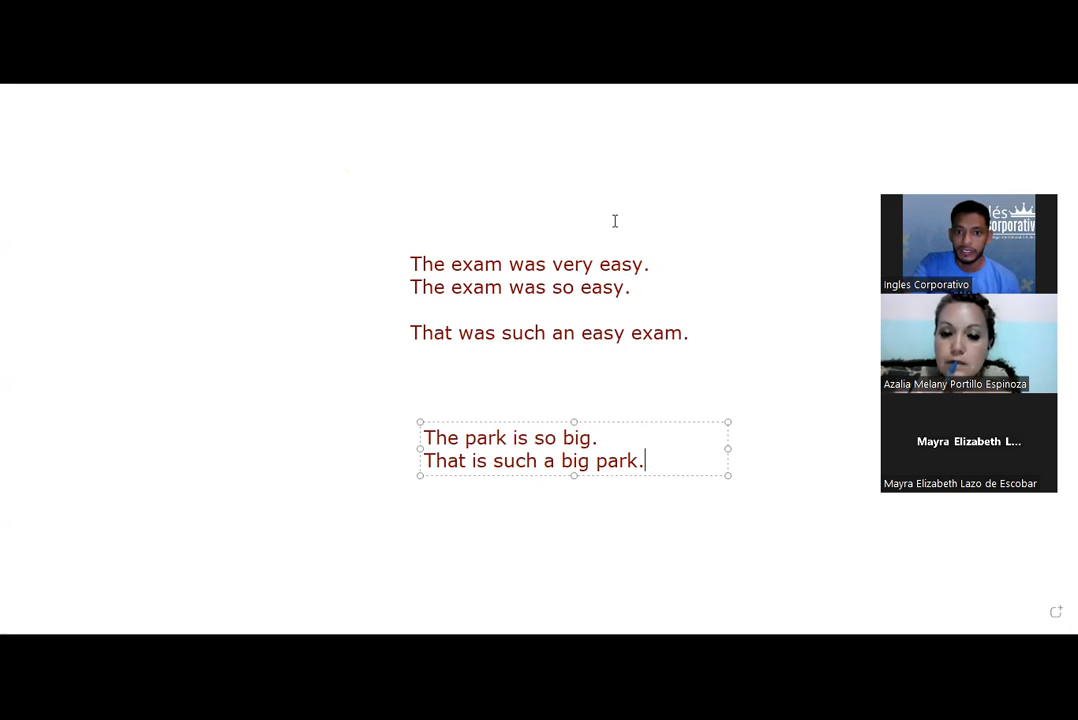 The exam was very easy.
The exam was so easy.
That was such an easy exam.
The park is so big.
That is such a big park.
lés
corporativ
Ingles Corporativo
Azalia Melany Portillo Espinoza
Mayra Elizabeth L...
Mayra Elizabeth Lazo de Escobar